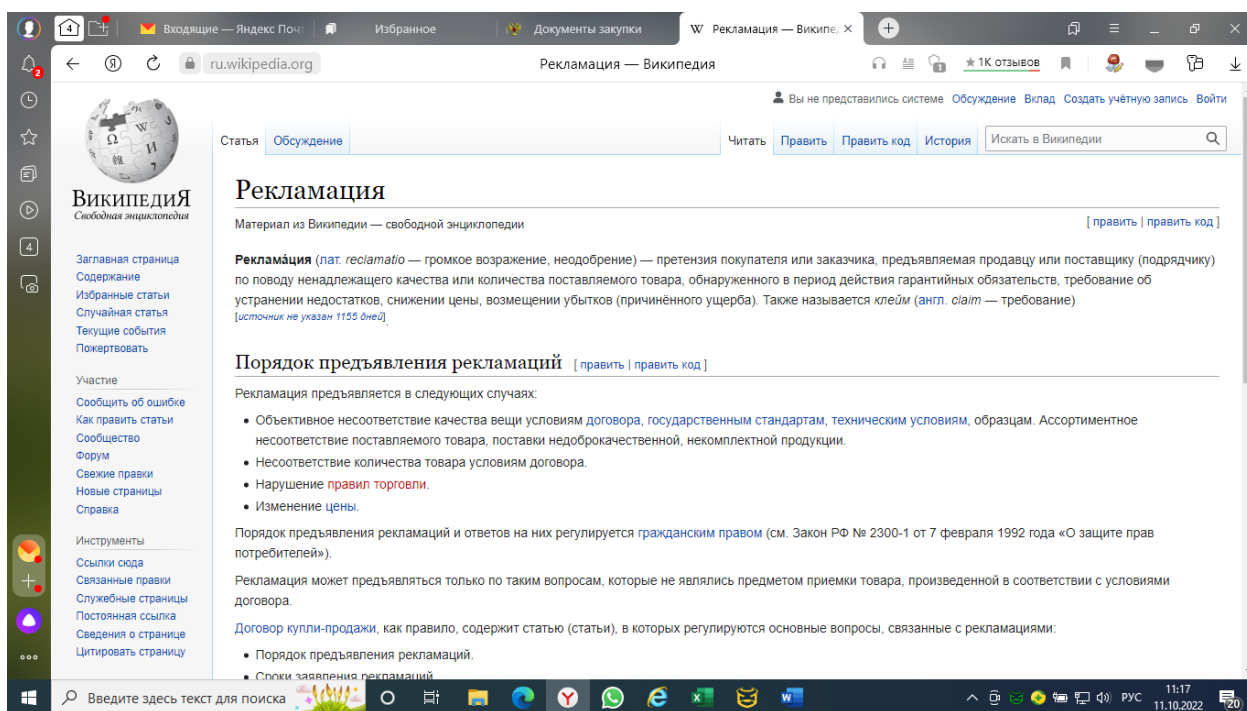 4
Входящие — Яндекс Поч
Избранное
Документы закупки
W Рекламация — Википе
2
ru.wikipedia.org
Рекламация — Википедия
★ 1К отзывов
Вы не представились системе Обсуждение Вклад Создать учётную запись Войти
Статья Обсуждение
Читать Править Править код История Искать в Википедии
ВикипедиЯ
Свободная энциклопедия
Заглавная страница
Содержание
Избранные статьи
Случайная статья
Текущие события
Пожертвовать
Участие
Сообщить об ошибке
Как править статьи
Сообщество
Форум
Свежие правки
Новые страницы
Справка
Инструменты
Ссылки сюда
Связанные правки
Служебные страницы
Постоянная ссылка
Сведения о странице
Цитировать страницу
4
Рекламация
Материал из Википедии — свободной энциклопедии
[ править | править код ]
Реклама́ция (лат. reclamatio — громкое возражение, неодобрение) — претензия покупателя или заказчика, предъявляемая продавцу или поставщику (подрядчику)
по поводу ненадлежащего качества или количества поставляемого товара, обнаруженного в период действия гарантийных обязательств, требование об
устранении недостатков, снижении цены, возмещении убытков (причинённого ущерба). Также называется клейм (англ. claim — требование)
[источник не указан 1155 дней].
Порядок предъявления рекламаций [ править | править код ]
Рекламация предъявляется в следующих случаях:
• Объективное несоответствие качества вещи условиям договора, государственным стандартам, техническим условиям, образцам. Ассортиментное
несоответствие поставляемого товара, поставки недоброкачественной, некомплектной продукции.
• Несоответствие количества товара условиям договора.
• Нарушение правил торговли.
• Изменение цены.
Порядок предъявления рекламаций и ответов на них регулируется гражданским правом (см. Закон РФ № 2300-1 от 7 февраля 1992 года «О защите прав
потребителей»).
Рекламация может предъявляться только по таким вопросам, которые не являлись предметом приемки товара, произведенной в соответствии с условиями
договора.
Договор купли-продажи, как правило, содержит статью (статьи), в которых регулируются основные вопросы, связанные с рекламациями:
• Порядок предъявления рекламаций.
• Сроки заявления рекламаций
Введите здесь текст для поиска
РУС
11:17
11.10.2022
20